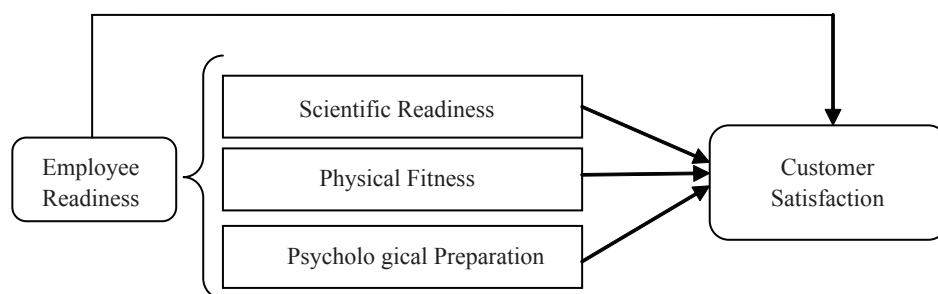 Scientific Readiness
Employee
Readiness
Physical Fitness
Customer
Satisfaction
Psycholo gical Preparation